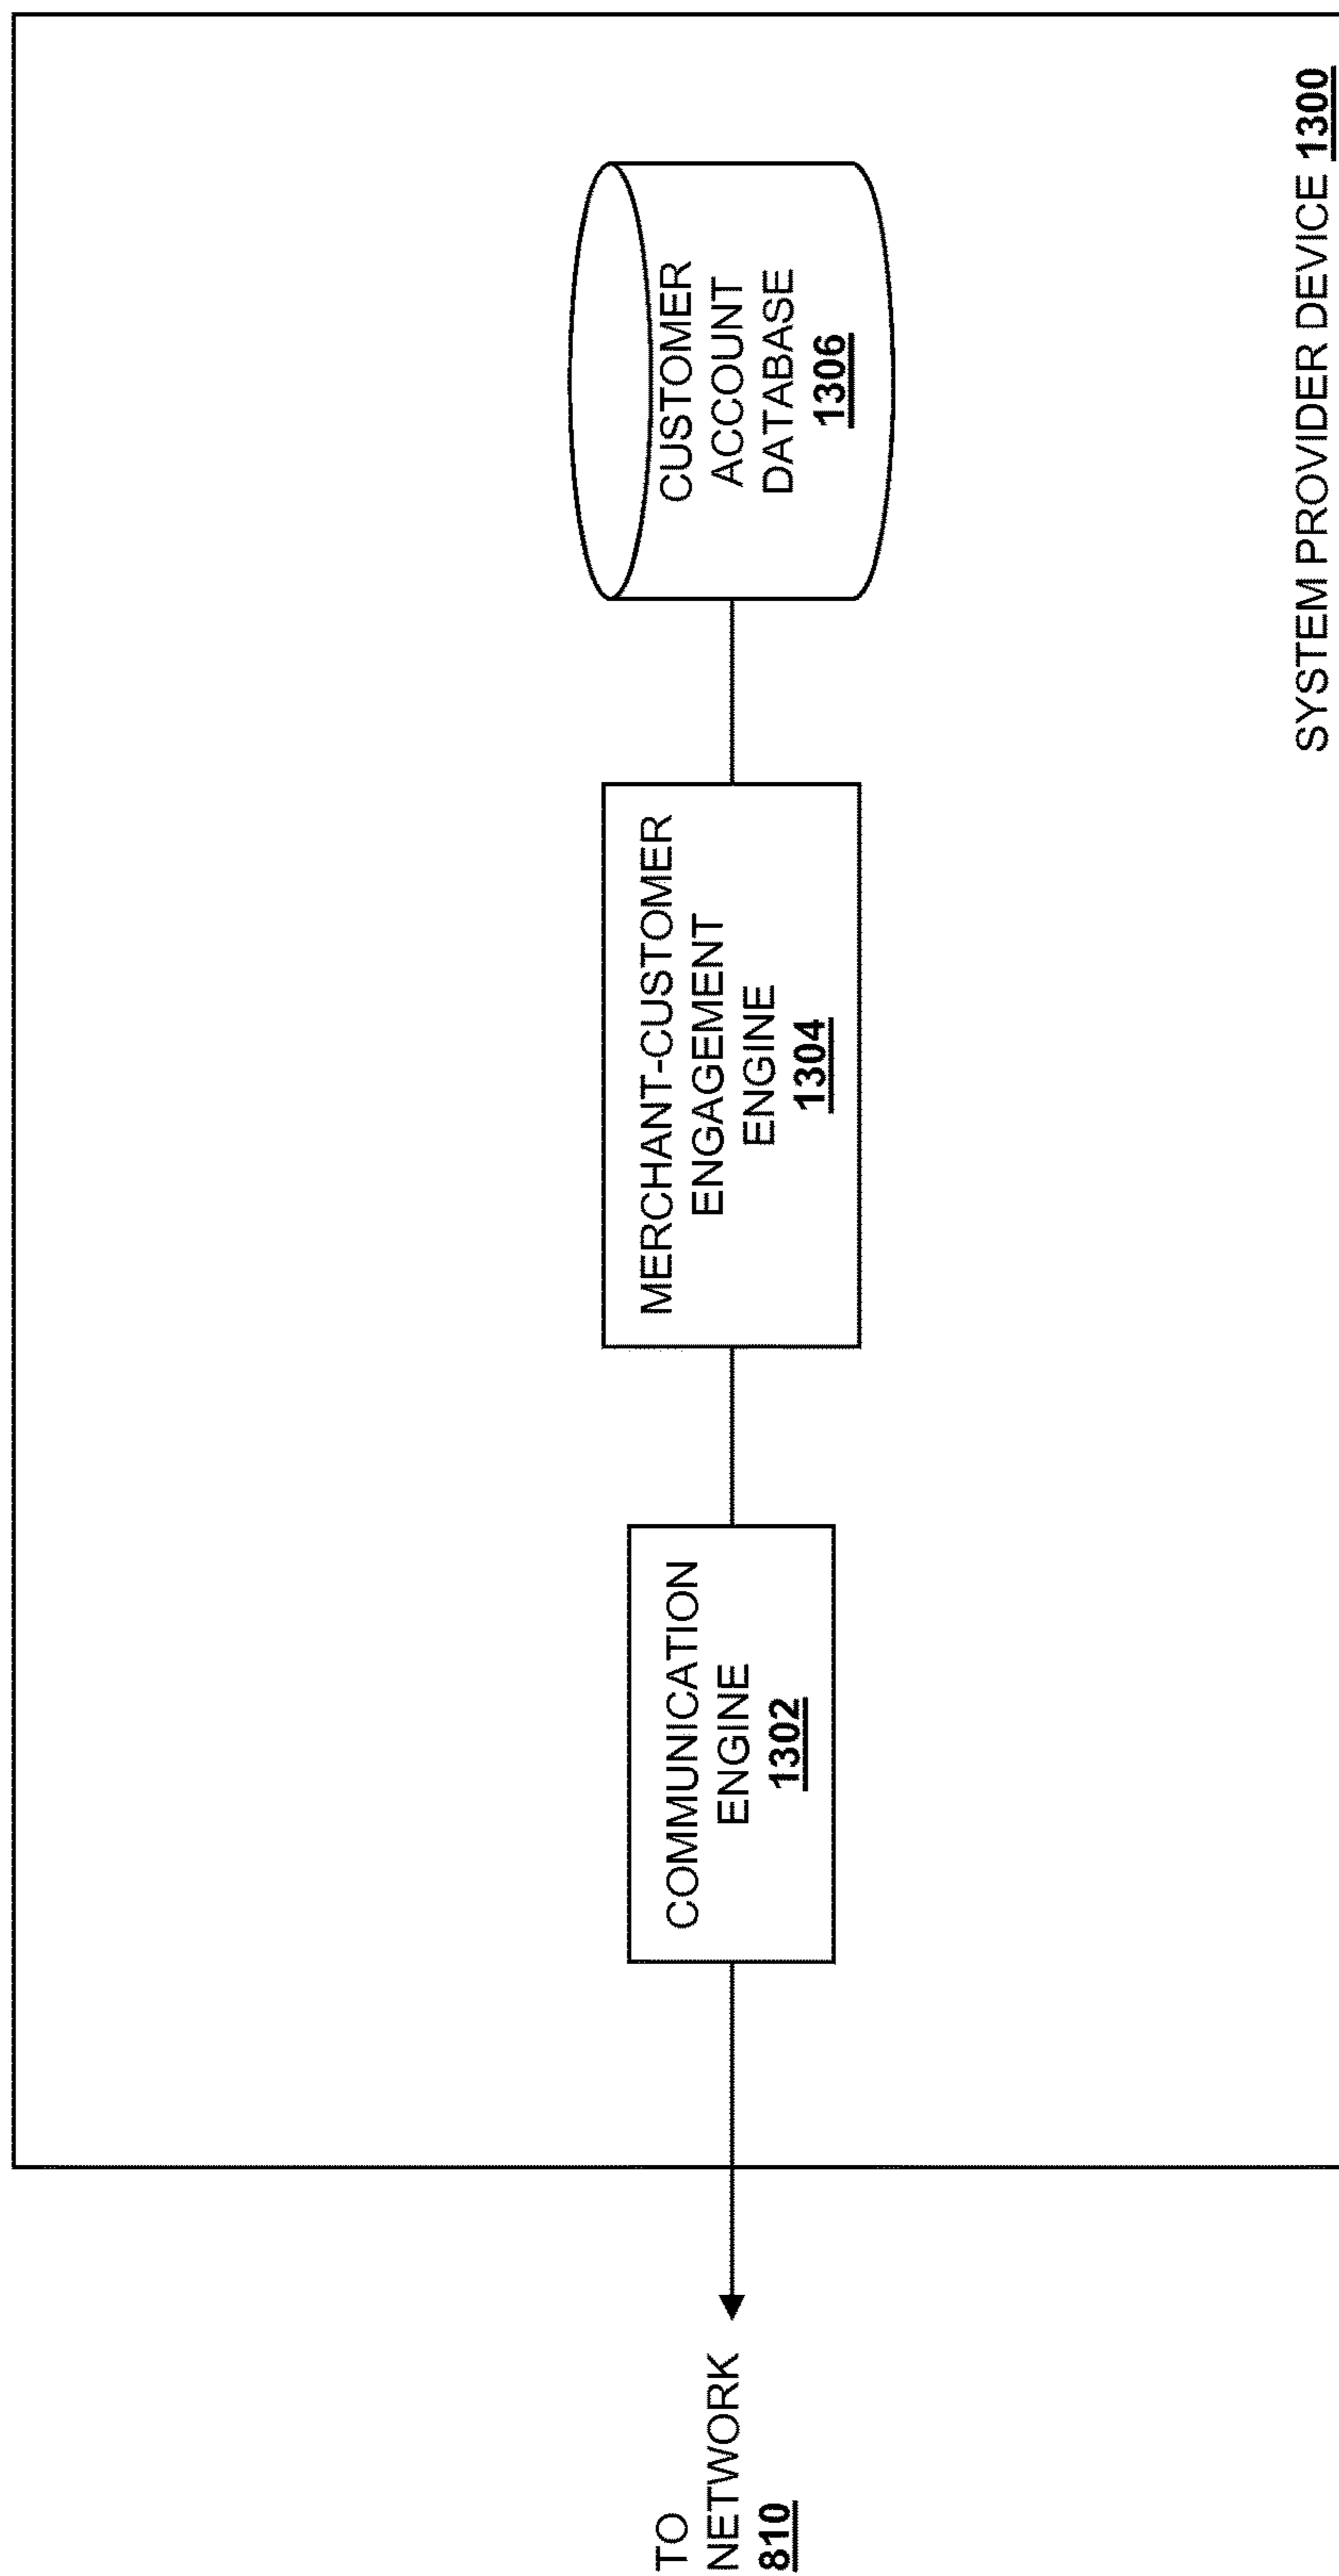 TO
NETWORK
810
COMMUNICATION
ENGINE
1302
MERCHANT-CUSTOMER
ENGAGEMENT
ENGINE
1304
CUSTOMER
ACCOUNT
DATABASE
1306
SYSTEM PROVIDER DEVICE 1300